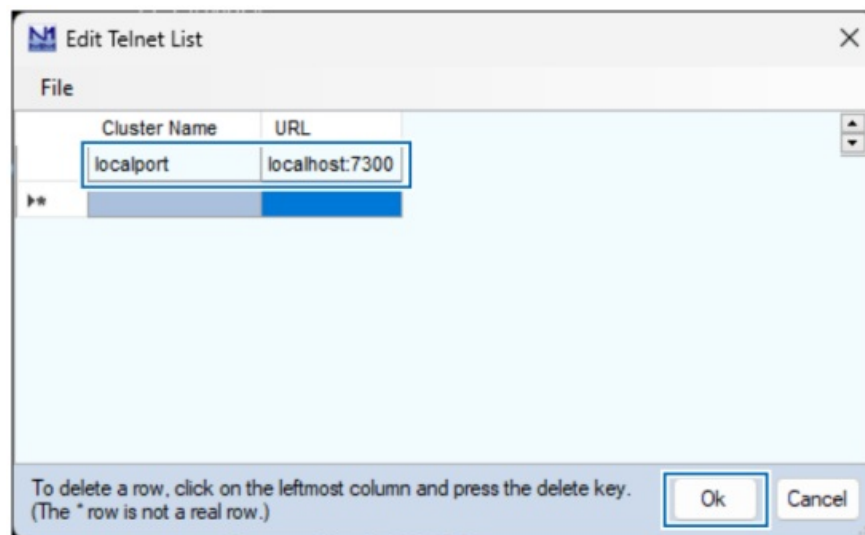 Edit Telnet List
File
Cluster Name URL
localport localhost:7300
To delete a row, click on the leftmost column and press the delete key.
(The * row is not a real row.)
Ok Cancel